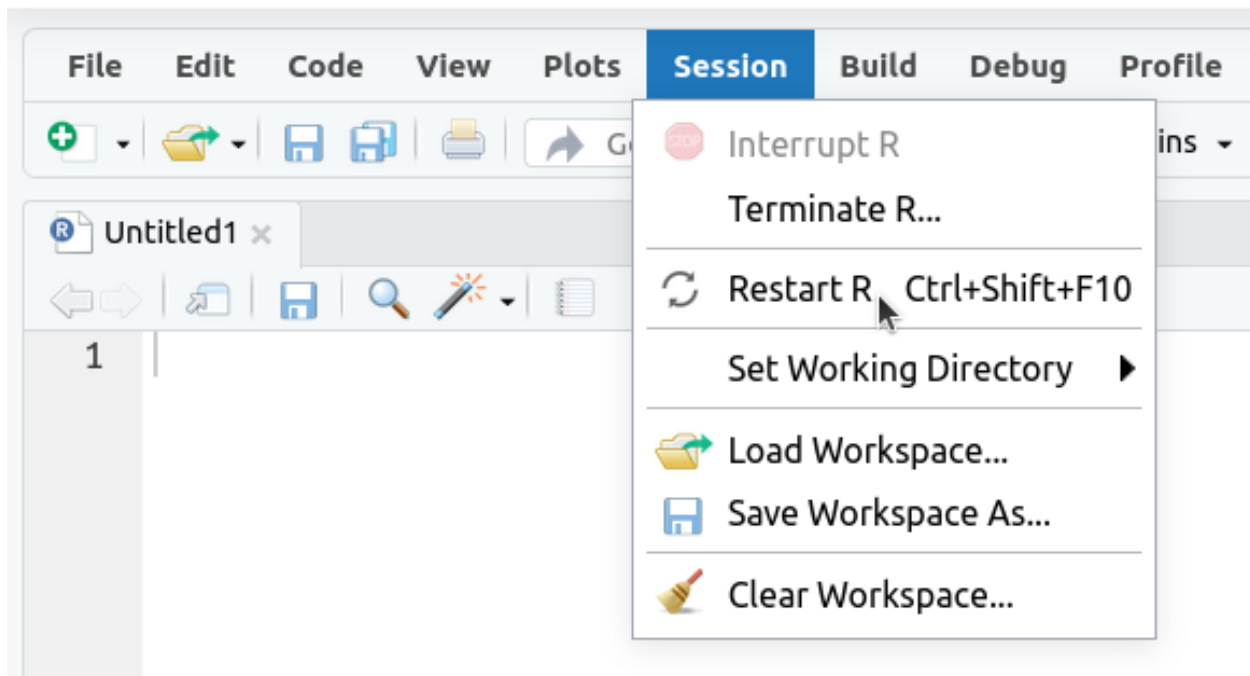 File Edit Code View Plots Session Build Debug Profile
ins
STOP Interrupt R
Terminate R...
R Untitled1
Restart R Ctrl+Shift+F10
1
Set Working Directory
Load Workspace...
Save Workspace As...
Clear Workspace...